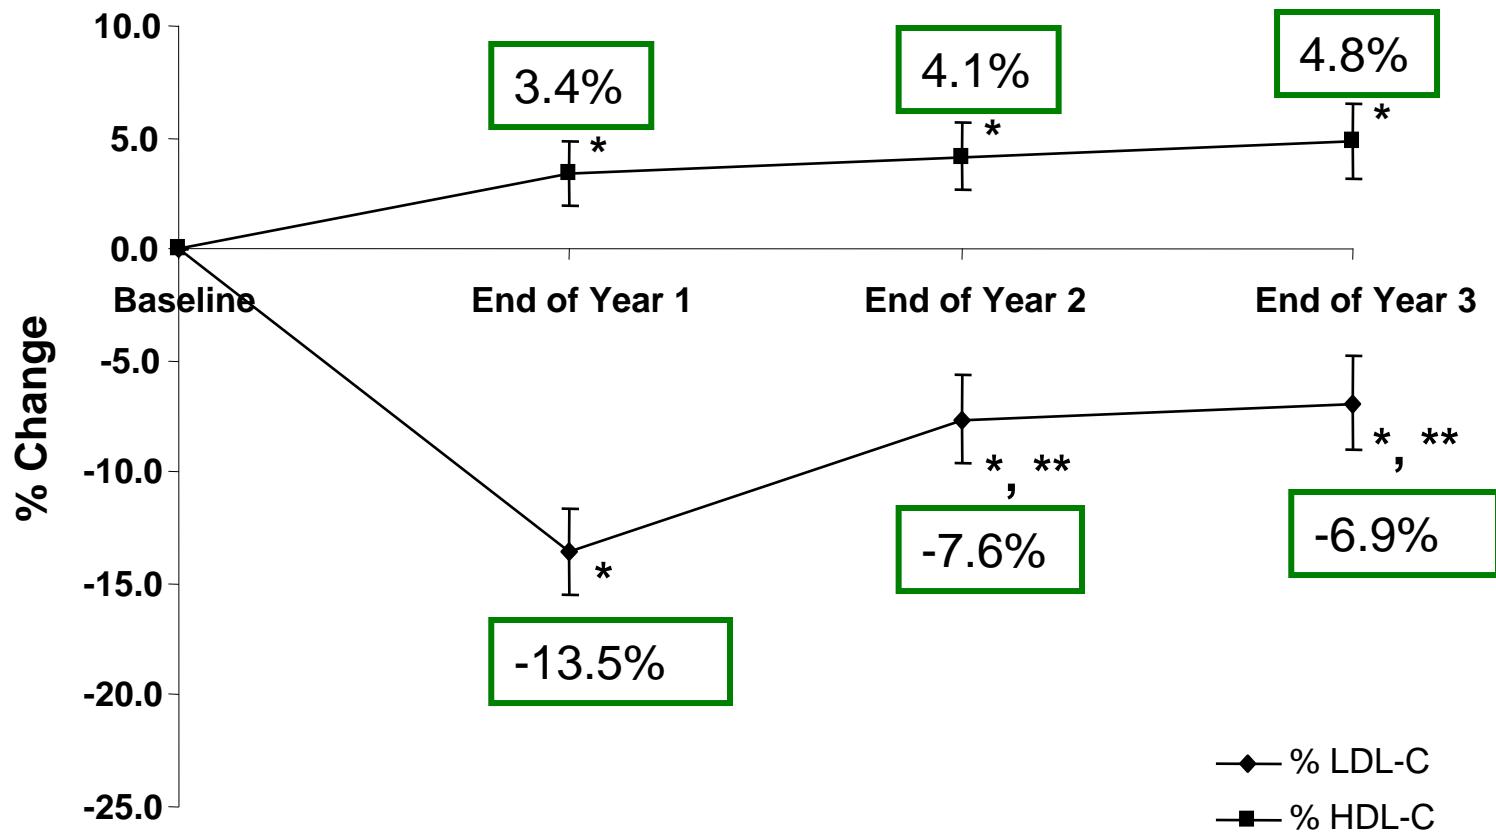 10.0
5.0
0.0
-5.0
-10.0
-15.0
-20.0
-25.0
% Change
Baseline
End of Year 1
End of Year 2
End of Year 3
3.4%
4.1%
4.8%
*
*
*
*
*, **
*, **
-13.5%
-7.6%
-6.9%
% LDL-C
% HDL-C